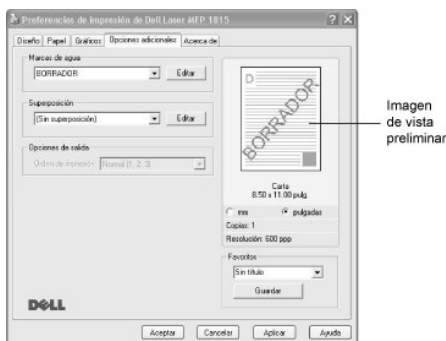 Preferencias de impresión de Dell Laser MFP 1815
Diseño Papel Gráficos Opciones adicionales Acerca de
Marcas de agua
BORRADOR
Editar
Superposición
(Sin superposición)
Editar
Opciones de salida
Orden de impresión
Normal (1, 2, 3)
D
BORRADOR
Imagen
de vista
preliminar
Carta
8.50 x 11.00 pulg.
mm pulgadas
Copias: 1
Resolución: 600 ppp
Favoritos
Sin título
Guardar
DELL
Aceptar Cancelar Aplicar Ayuda